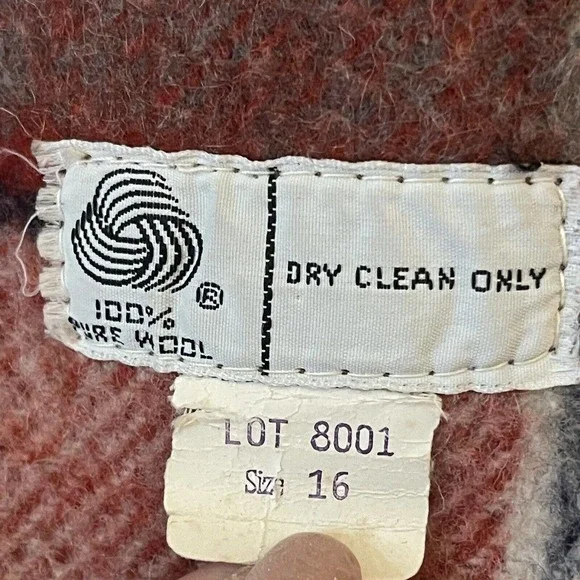 100%
PURE WOOL
®
DRY CLEAN ONLY
LOT 8001
Size 16